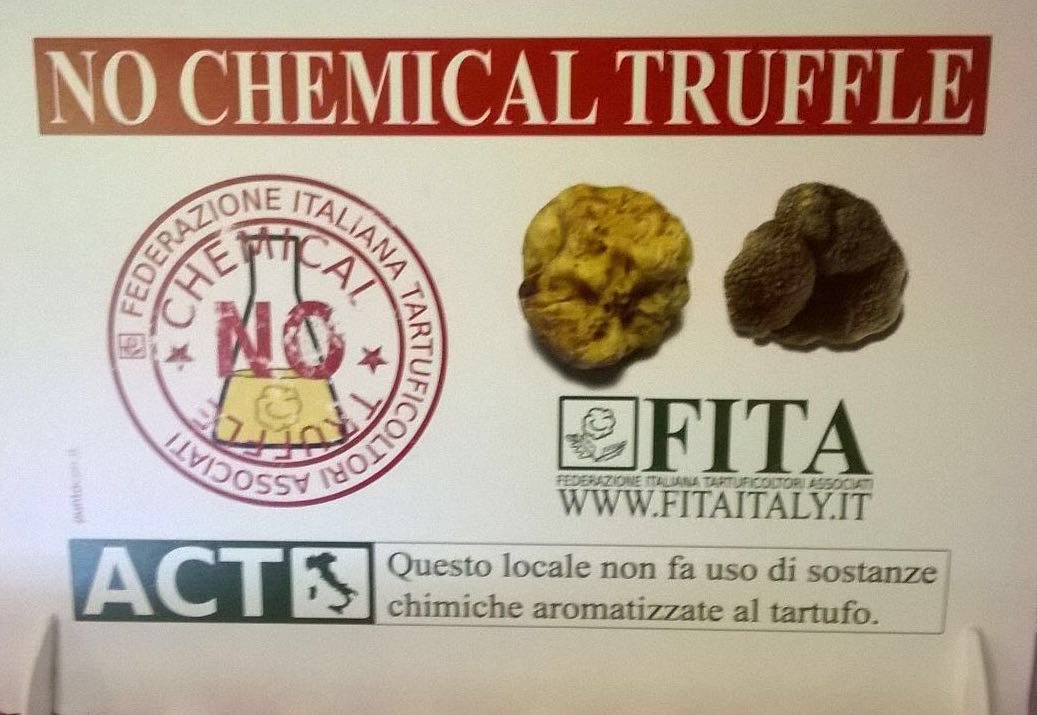 NO CHEMICAL TRUFFLE
FEDERAZIONE ITALIANA TARTUFICOLTORI ASSOCIATI
CHEMICAL
NO
TRUFFLE
FITA
FEDERAZIONE ITALIANA TARTUFICOLTORI ASSOCIATI
WWW.FITAITALY.IT
ACT
Questo locale non fa uso di sostanze
chimiche aromatizzate al tartufo.